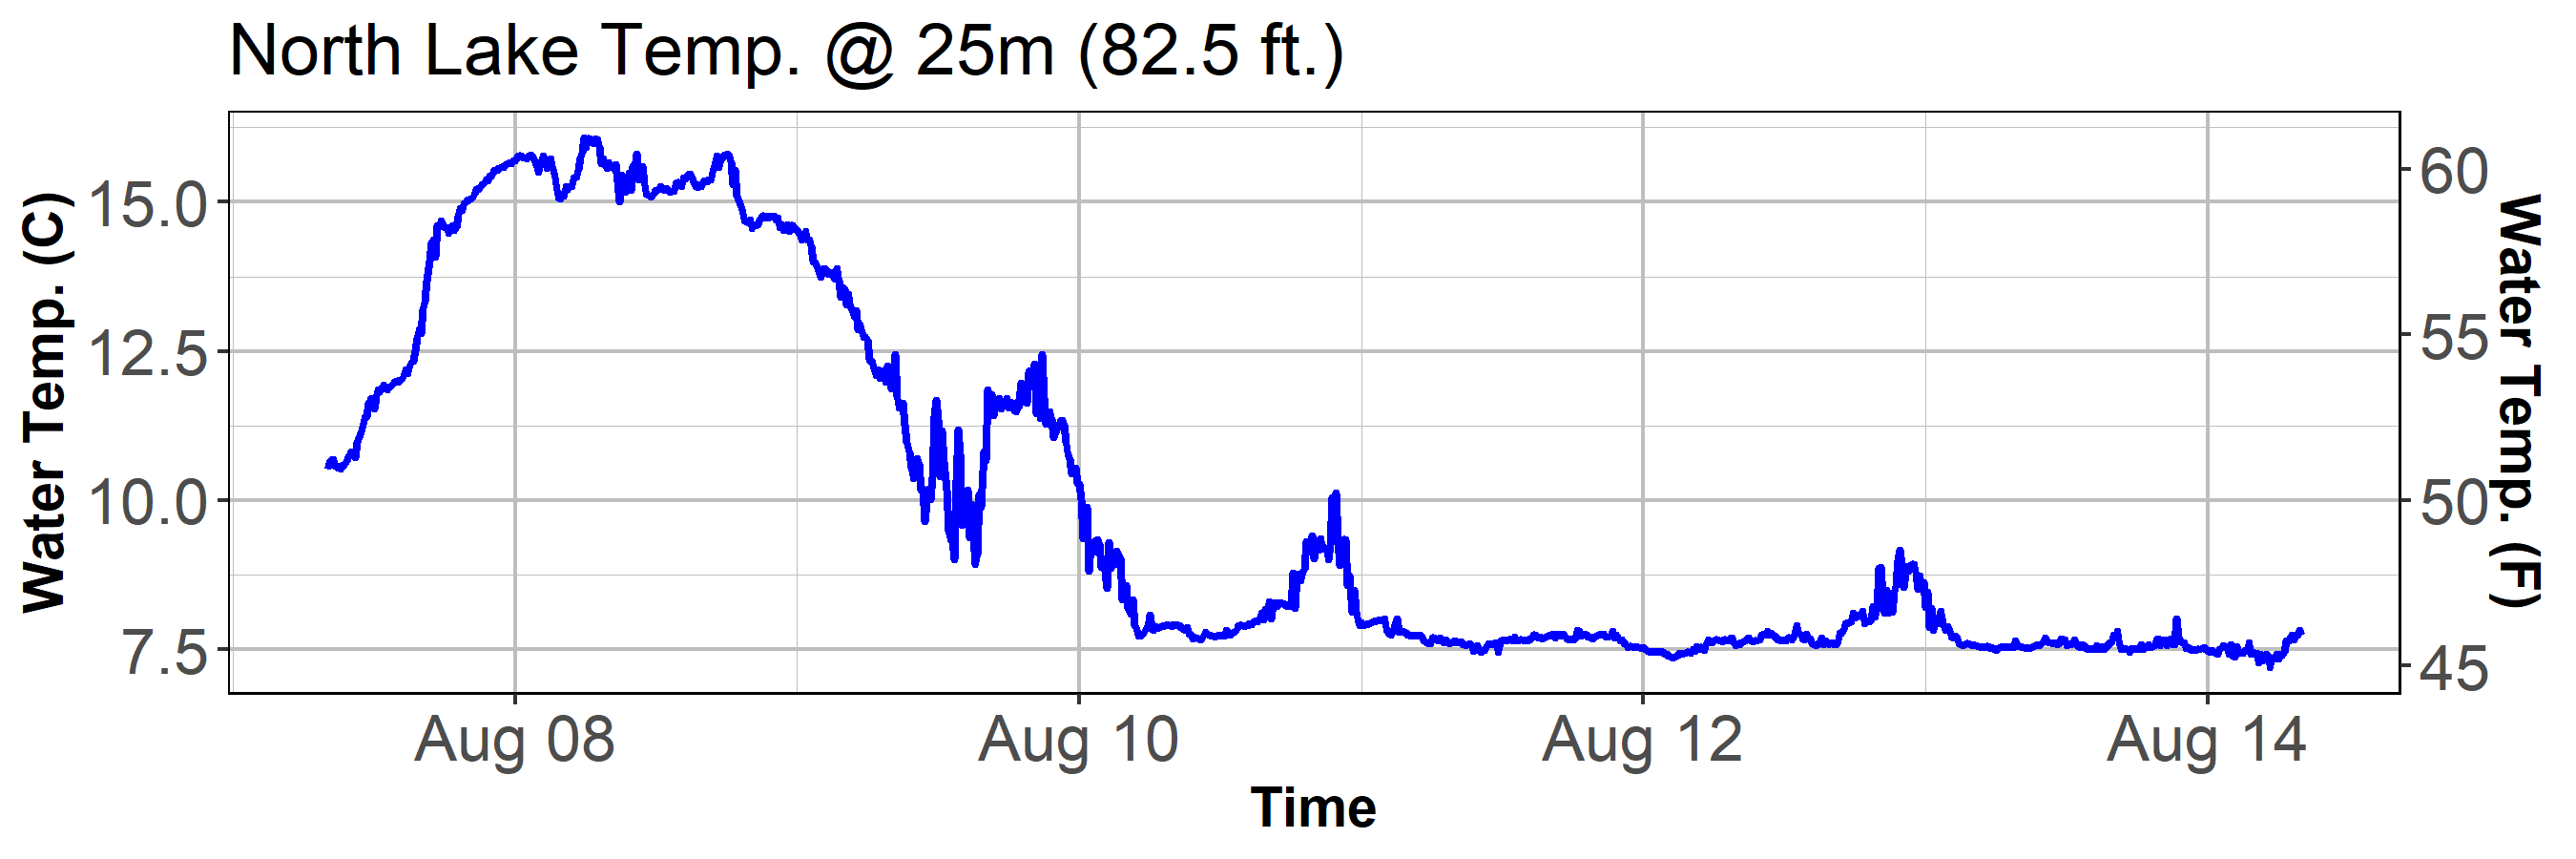 North Lake Temp. @ 25m (82.5 ft.)
Water Temp. (C)
15.0
12.5
10.0
7.5
60
55
50
45
Water Temp. (F)
Aug 08 Aug 10 Aug 12 Aug 14
Time